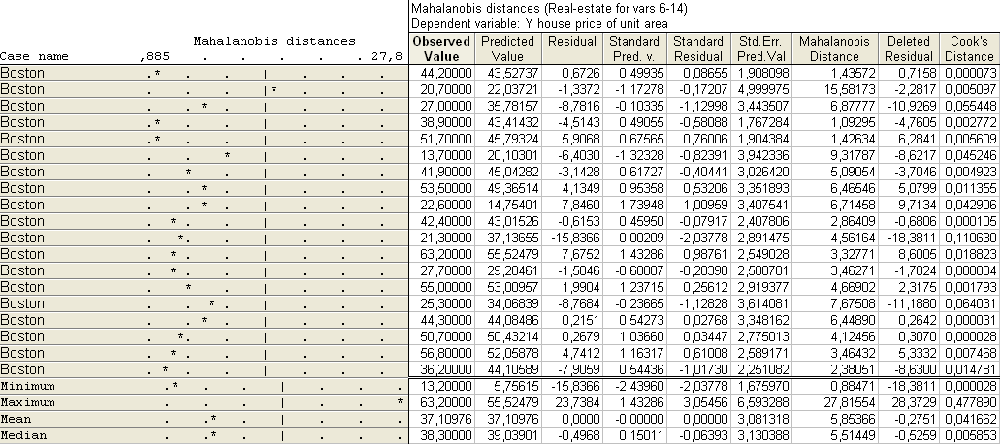 Mahalanobis distances (Real-estate for vars 6-14)
Dependent variable: Y house price of unit area
Mahalanobis distances Observed Predicted Residual Standard Standard Std.Err. Mahalanobis Deleted Cook's
Case name ,885 . . . . . 27,8 Value Value Pred. v. Residual Pred.Val Distance Residual Distance
Boston . * . . | . . . . 44,20000 43,52737 0,6726 0,49935 0,08655 1,908098 1,43572 0,7158 0,000073
Boston . . . . | * . . . . 20,70000 22,03721 -1,3372 -1,17278 -0,17207 4,999975 15,58173 -2,2817 0,005097
Boston . . * . | . . . . 27,00000 35,78157 -8,7816 -0,10335 -1,12998 3,443507 6,87777 -10,9269 0,055448
Boston . * . . | . . . . 38,90000 43,41432 -4,5143 0,49055 -0,58088 1,767284 1,09295 -4,7605 0,002772
Boston . * . . | . . . . 51,70000 45,79324 5,9068 0,67565 0,76006 1,904384 1,42634 6,2841 0,005609
Boston . . . * | . . . . 13,70000 20,10301 -6,4030 -1,32328 -0,82391 3,942336 9,31787 -8,6217 0,045246
Boston . . * . . | . . . . 41,90000 45,04282 -3,1428 0,61727 -0,40441 3,026420 5,09054 -3,7046 0,004923
Boston . . * . | . . . . 53,50000 49,36514 4,1349 0,95358 0,53206 3,351893 6,46546 5,0799 0,011355
Boston . . * . | . . . . 22,60000 14,75401 7,8460 -1,73948 1,00959 3,407541 6,71458 9,7134 0,042906
Boston . * . . | . . . . 42,40000 43,01526 -0,6153 0,45950 -0,07917 2,407806 2,86409 -0,6806 0,000105
Boston . *. . | . . . . 21,30000 37,13655 -15,8366 0,00209 -2,03778 2,891475 4,56164 -18,3811 0,110630
Boston . * . . | . . . . 63,20000 55,52479 7,6752 1,43286 0,98761 2,549028 3,32771 8,6005 0,018823
Boston . * . . | . . . . 27,70000 29,28461 -1,5846 -0,60887 -0,20390 2,588701 3,46271 -1,7824 0,000834
Boston . * . | . . . . 55,00000 53,00957 1,9904 1,23715 0,25612 2,919377 4,66902 2,3175 0,001793
Boston . . * . | . . . . 25,30000 34,06839 -8,7684 -0,23665 -1,12828 3,614081 7,67508 -11,1880 0,064031
Boston . . * . | . . . . 44,30000 44,08486 0,2151 0,54273 0,02768 3,348162 6,44890 0,2642 0,000031
Boston . *. . | . . . . 50,70000 50,43214 0,2679 1,03660 0,03447 2,775013 4,12456 0,3070 0,000028
Boston . * . . | . . . . 56,80000 52,05878 4,7412 1,16317 0,61008 2,589171 3,46432 5,3332 0,007468
Boston . * . . | . . . . 36,20000 44,10589 -7,9059 0,54436 -1,01730 2,251082 2,38051 -8,6300 0,014781
Minimum .* . . | . . . . 13,20000 5,75615 -15,8366 -2,43960 -2,03778 1,675970 0,88471 -18,3811 0,000028
Maximum . . . | . . . * 63,20000 55,52479 23,7384 1,43286 3,05456 6,593288 27,81554 28,3729 0,477890
Mean . .* . | . . . . 37,10976 37,10976 0,0000 -0,00000 0,00000 3,081318 5,85366 -0,2751 0,041662
Median . .* . | . . . . 38,30000 39,03901 -0,4968 0,15011 -0,06393 3,130388 5,51449 -0,5259 0,005853